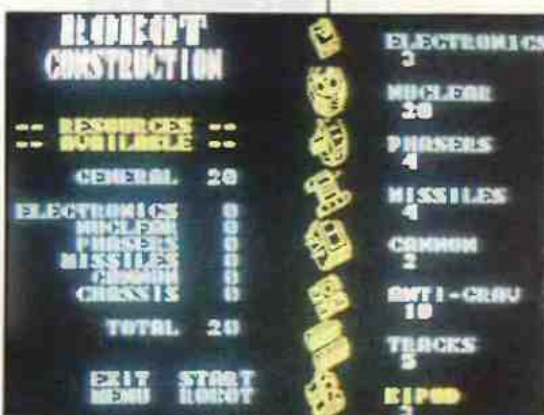 ROBOT
CONSTRUCTION
-- RESOURCES --
-- AVAILABLE --
GENERAL 20
ELECTRONICS 0
NUCLEAR 0
PHASERS 0
MISSILES 0
CANNON 0
CHASSIS 0
TOTAL 20
EXIT START
MENU ROBOT
ELECTRONICS
3
NUCLEAR
20
PHASERS
4
MISSILES
4
CANNON
2
ANTI-GRAV
10
TRACKS
5
BIPOD